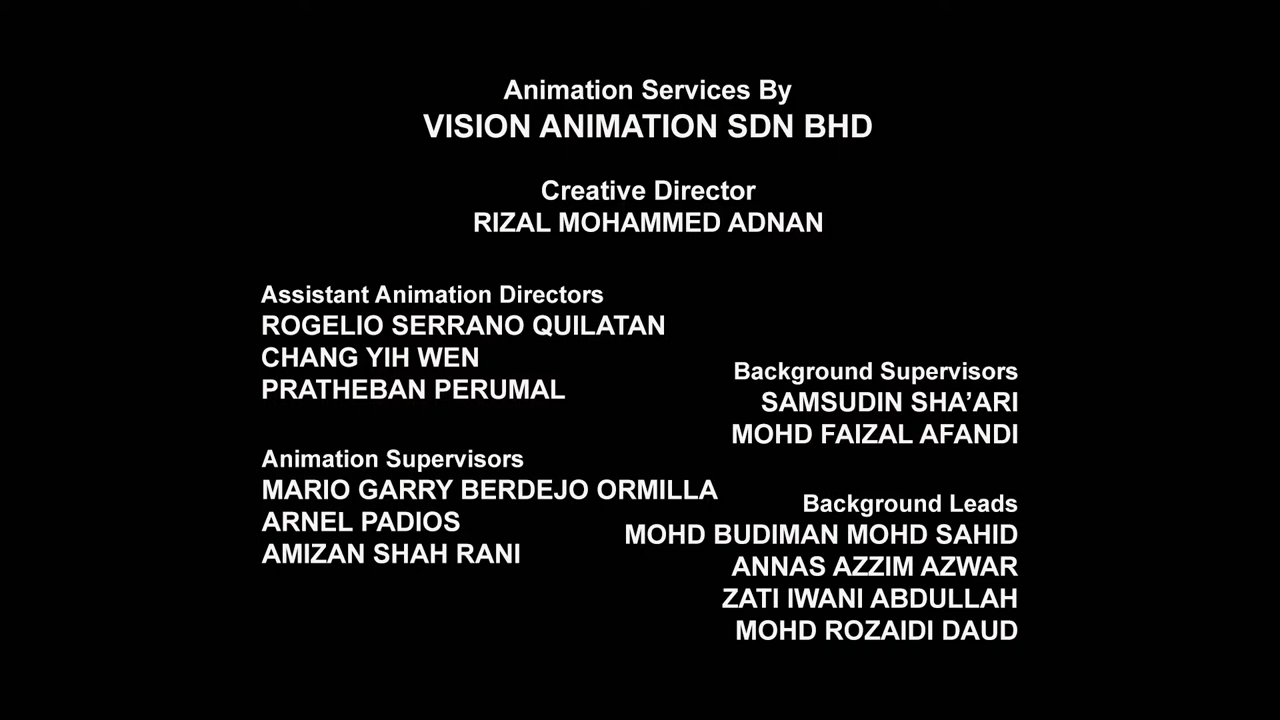 Animation Services By
VISION ANIMATION SDN BHD
Creative Director
RIZAL MOHAMMED ADNAN
Assistant Animation Directors
ROGELIO SERRANO QUILATAN
CHANG YIH WEN
PRATHEBAN PERUMAL
Animation Supervisors
MARIO GARRY BERDEJO ORMILLA
ARNEL PADIOS
AMIZAN SHAH RANI
Background Supervisors
SAMSUDIN SHA’ARI
MOHD FAIZAL AFANDI
Background Leads
MOHD BUDIMAN MOHD SAHID
ANNAS AZZIM AZWAR
ZATI IWANI ABDULLAH
MOHD ROZAIDI DAUD